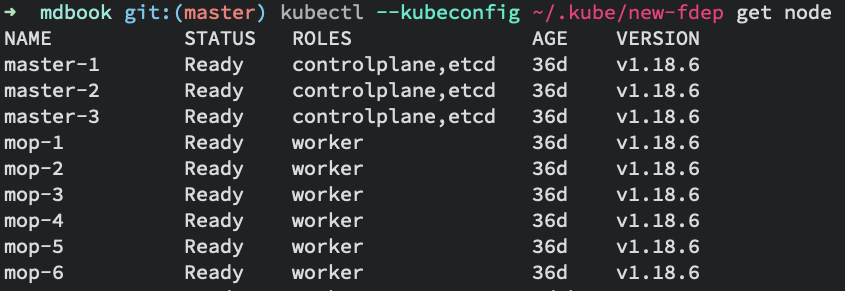 ➜ mdbook git:(master) kubectl --kubeconfig ~/.kube/new-fdep get node
NAME STATUS ROLES AGE VERSION
master-1 Ready controlplane,etcd 36d v1.18.6
master-2 Ready controlplane,etcd 36d v1.18.6
master-3 Ready controlplane,etcd 36d v1.18.6
mop-1 Ready worker 36d v1.18.6
mop-2 Ready worker 36d v1.18.6
mop-3 Ready worker 36d v1.18.6
mop-4 Ready worker 36d v1.18.6
mop-5 Ready worker 36d v1.18.6
mop-6 Ready worker 36d v1.18.6